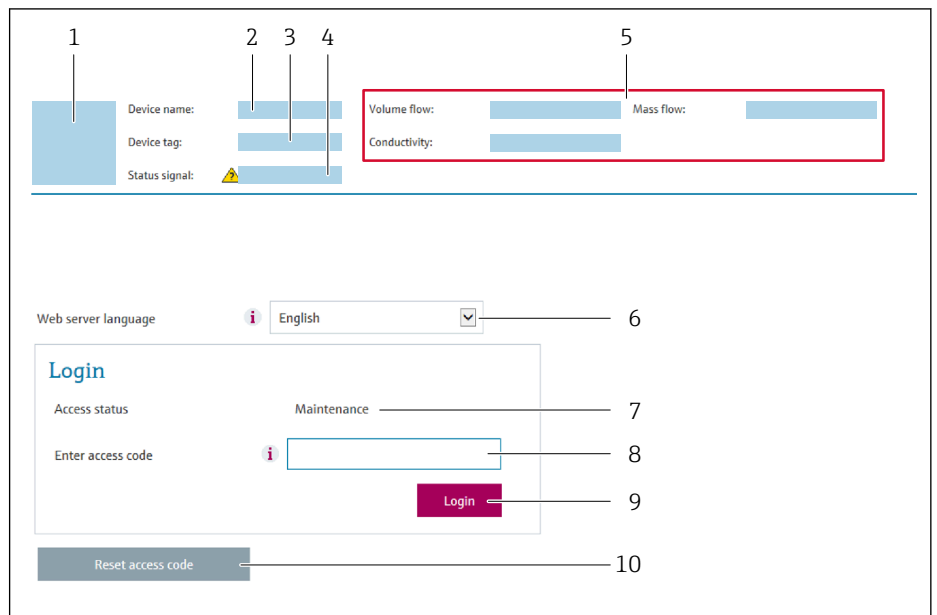 1 2 3 4 5
Device name: Volume flow: Mass flow:
Device tag: Conductivity:
Status signal: ?
Web server language i English 6
Login
Access status Maintenance 7
Enter access code i 8
Login 9
Reset access code 10